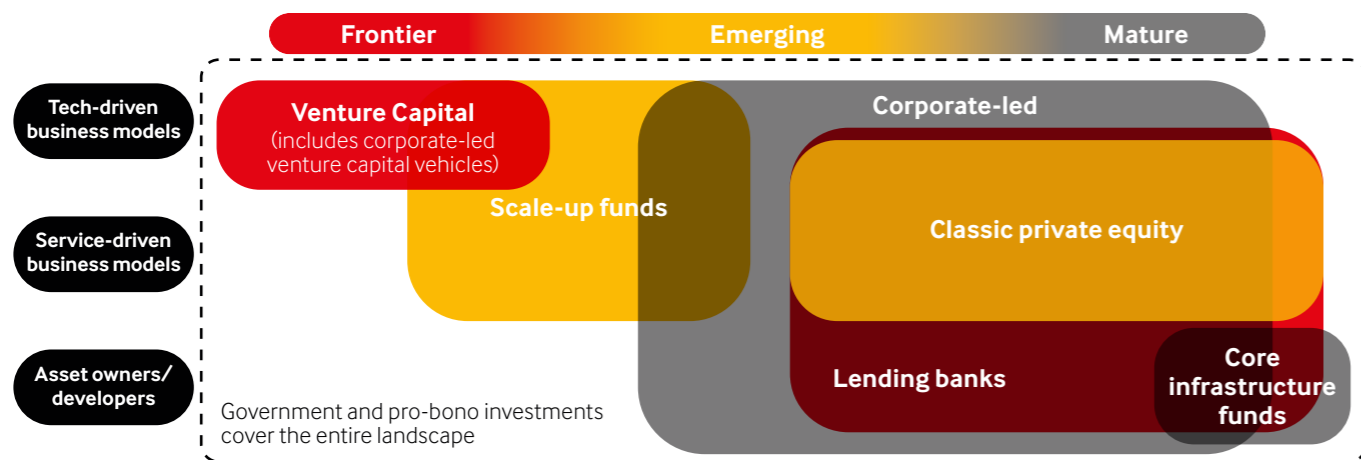 Frontier
Emerging
Mature
Tech-driven
business models
Venture Capital
(includes corporate-led
venture capital vehicles)
Corporate-led
Scale-up funds
Service-driven
business models
Classic private equity
Asset owners/
developers
Lending banks
Core
infrastructure
funds
Government and pro-bono investments
cover the entire landscape